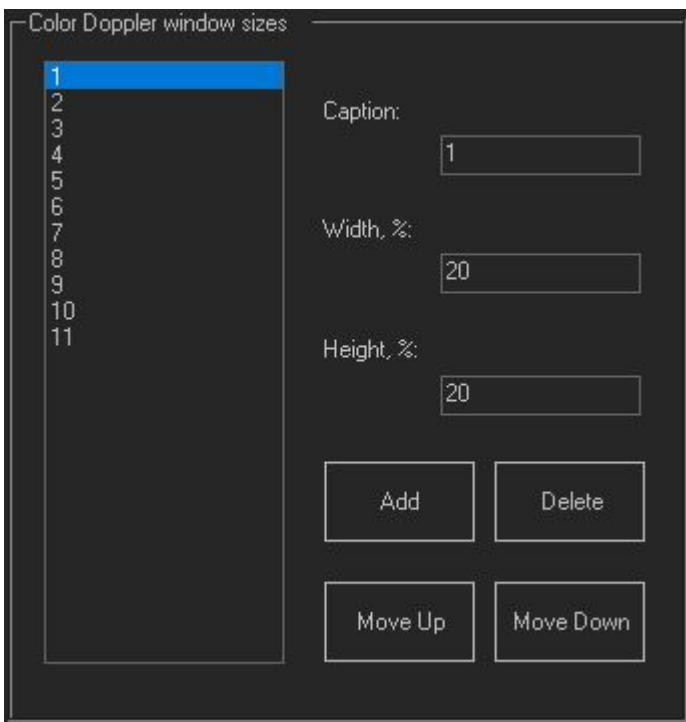 Color Doppler window sizes
1
2
3
4
5
6
7
8
9
10
11
Caption:
1
Width, %:
20
Height, %:
20
Add
Delete
Move Up
Move Down